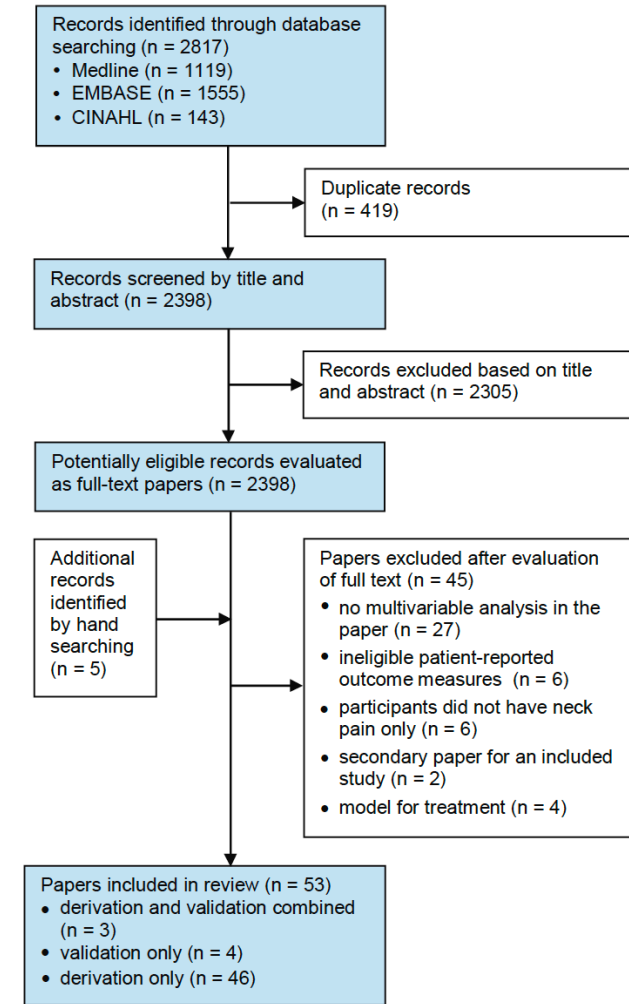 Records identified through database
searching (n = 2817)
• Medline (n = 1119)
• EMBASE (n = 1555)
• CINAHL (n = 143)
Duplicate records
(n = 419)
Records screened by title and
abstract (n = 2398)
Records excluded based on title
and abstract (n = 2305)
Potentially eligible records evaluated
as full-text papers (n = 2398)
Additional
records
identified
by hand
searching
(n = 5)
Papers excluded after evaluation
of full text (n = 45)
• no multivariable analysis in the
paper (n = 27)
• ineligible patient-reported
outcome measures (n = 6)
• participants did not have neck
pain only (n = 6)
• secondary paper for an included
study (n = 2)
• model for treatment (n = 4)
Papers included in review (n = 53)
• derivation and validation combined
(n = 3)
• validation only (n = 4)
• derivation only (n = 46)